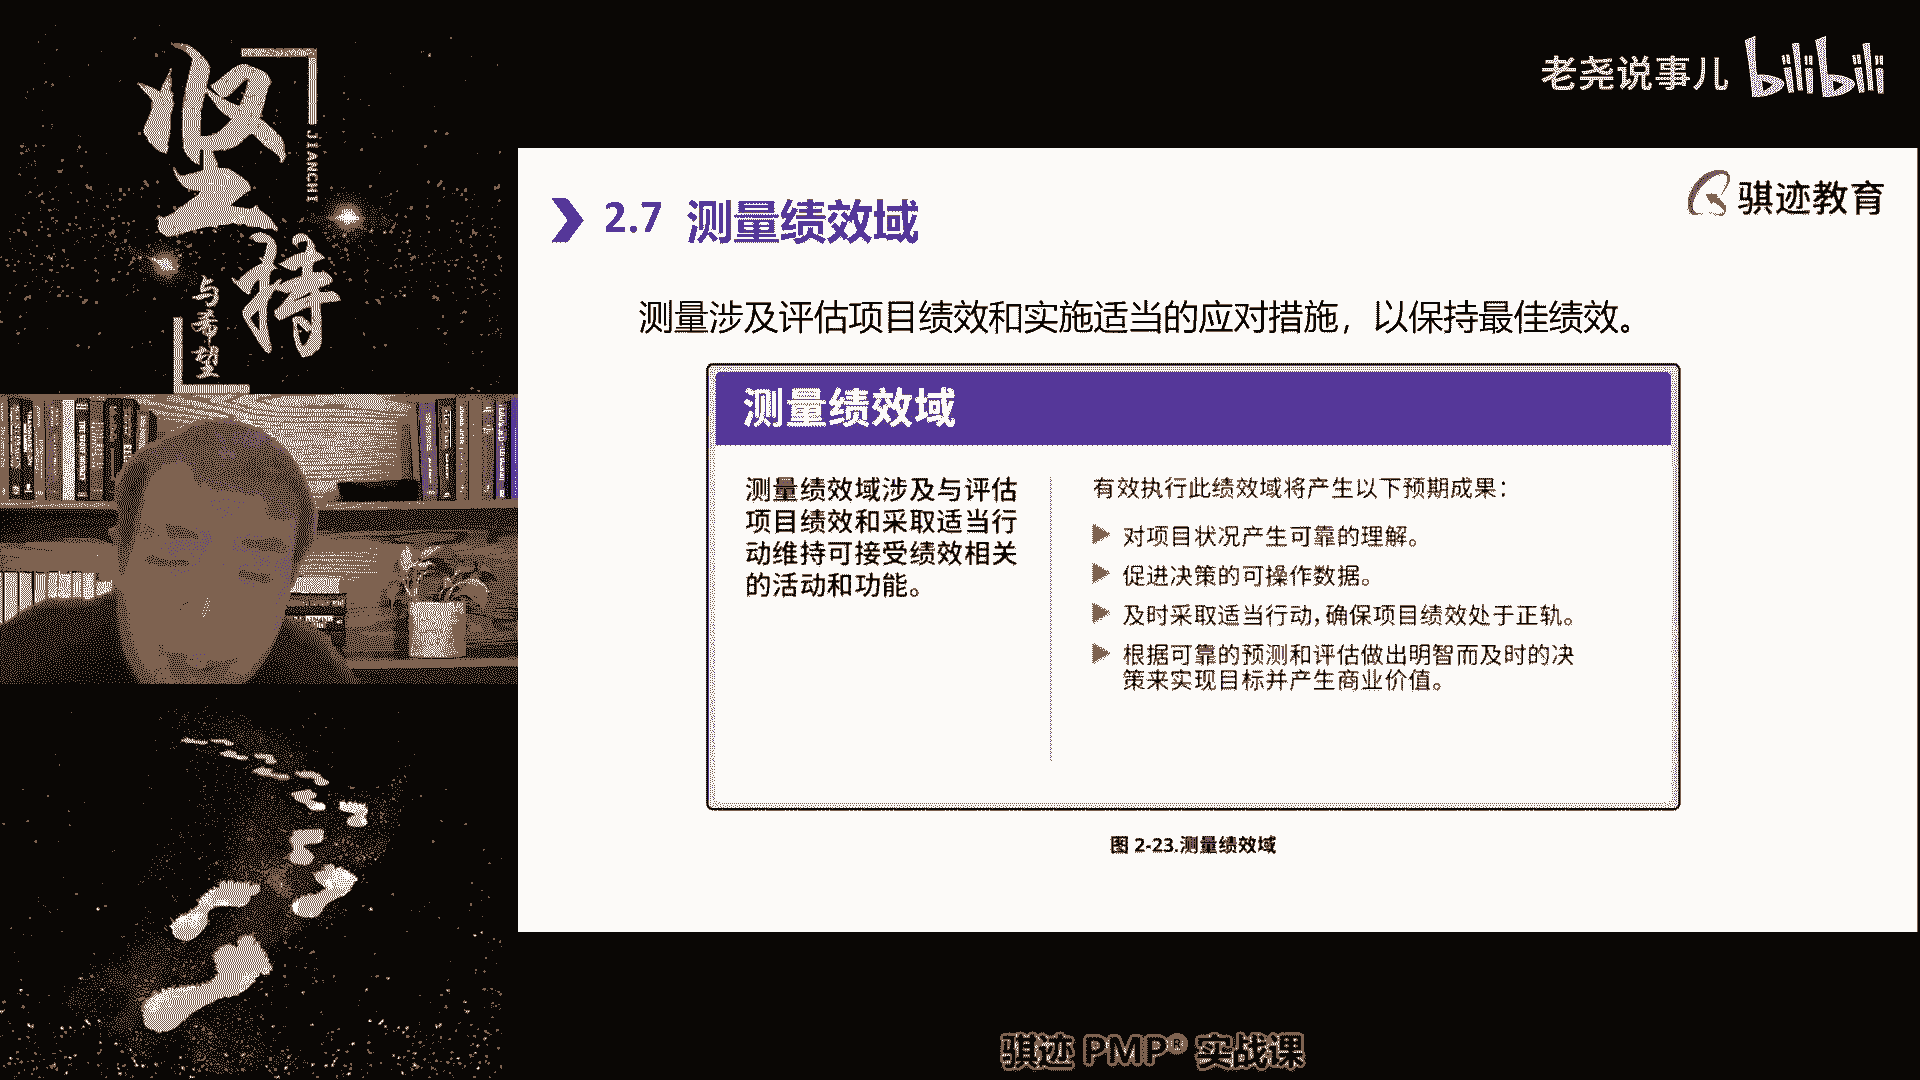 坚持
JIANCHI
与希望
老尧说事儿 bilibili
骐迹教育
2.7 测量绩效域
测量涉及评估项目绩效和实施适当的应对措施，以保持最佳绩效。
测量绩效域
测量绩效域涉及与评估
项目绩效和采取适当行
动维持可接受绩效相关
的活动和功能。
有效执行此绩效域将产生以下预期成果：
▶ 对项目状况产生可靠的理解。
▶ 促进决策的可操作数据。
▶ 及时采取适当行动，确保项目绩效处于正轨。
▶ 根据可靠的预测和评估做出明智而及时的决
策来实现目标并产生商业价值。
图 2-23.测量绩效域
骐迹 PMP® 实战课